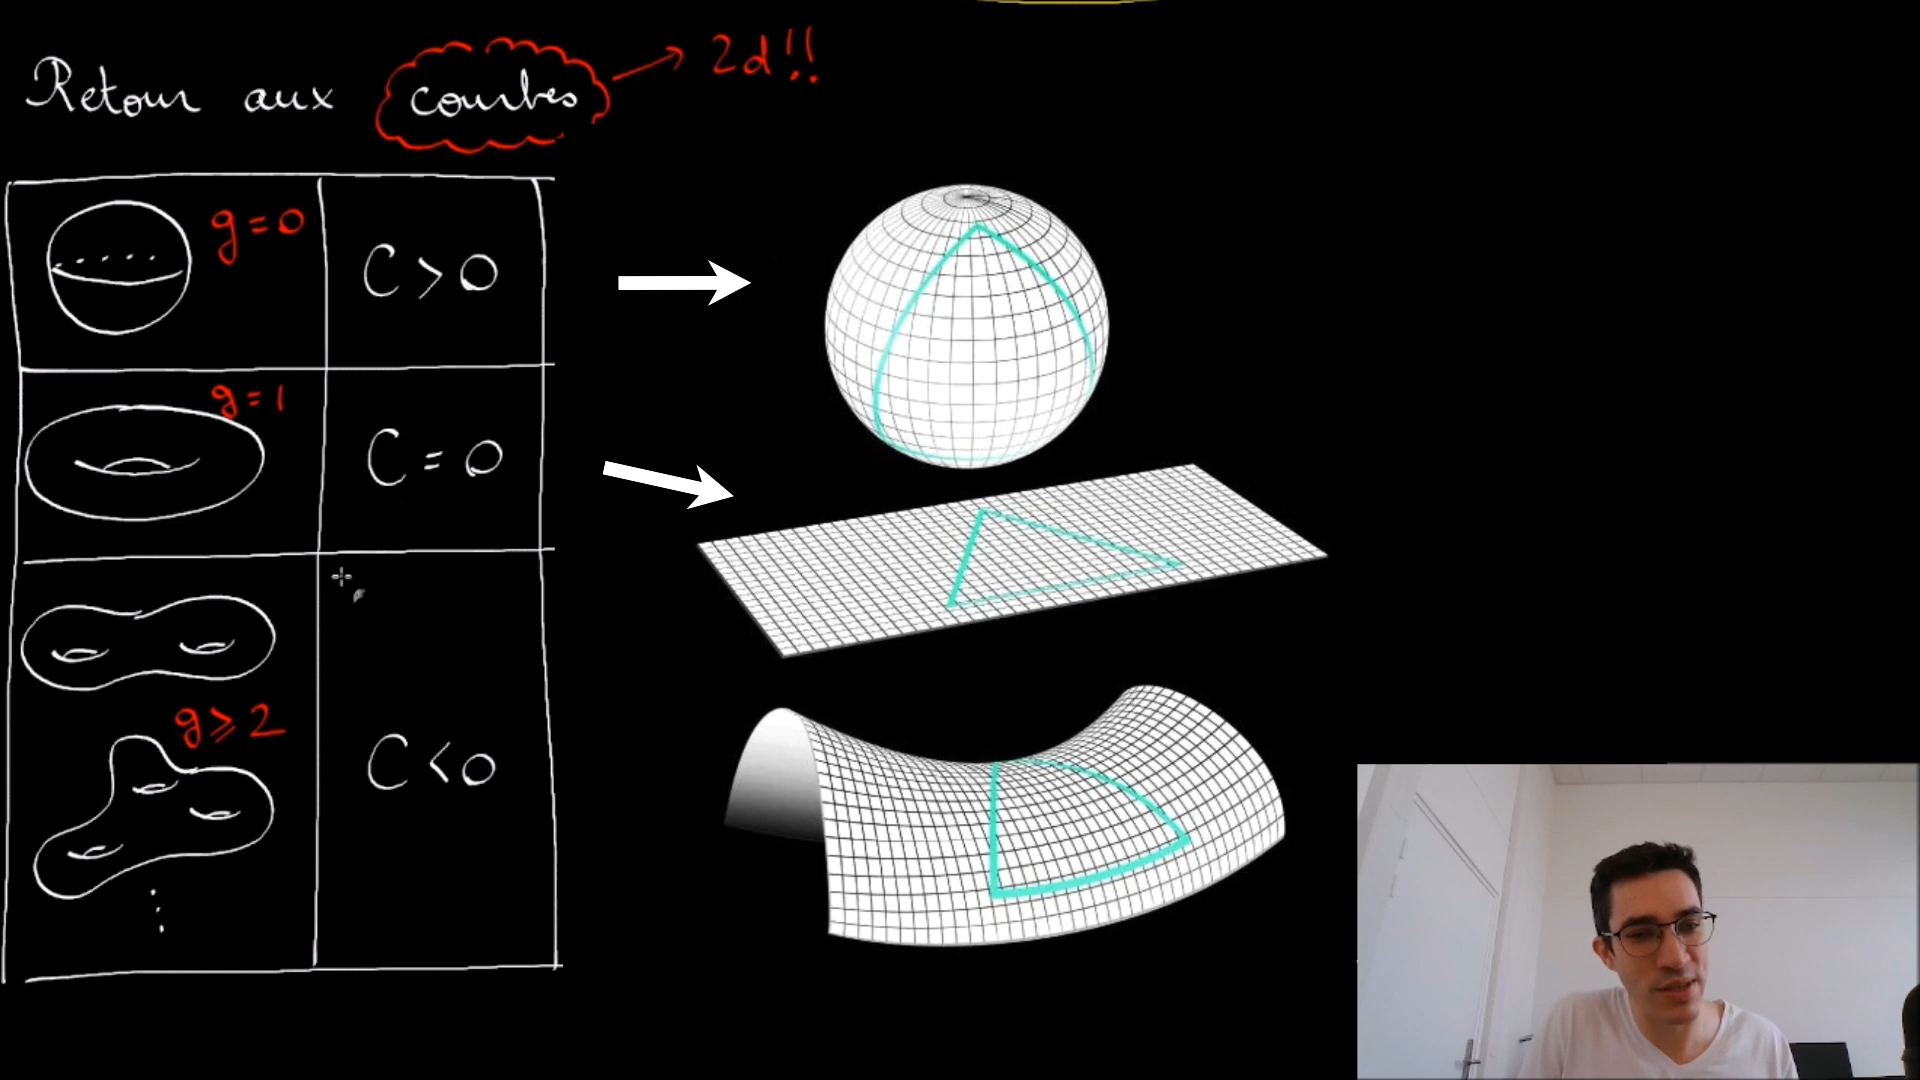 Retour aux courbes → 2d!!
g=0
C > 0
g=1
C = 0
g ⩾ 2
C < 0